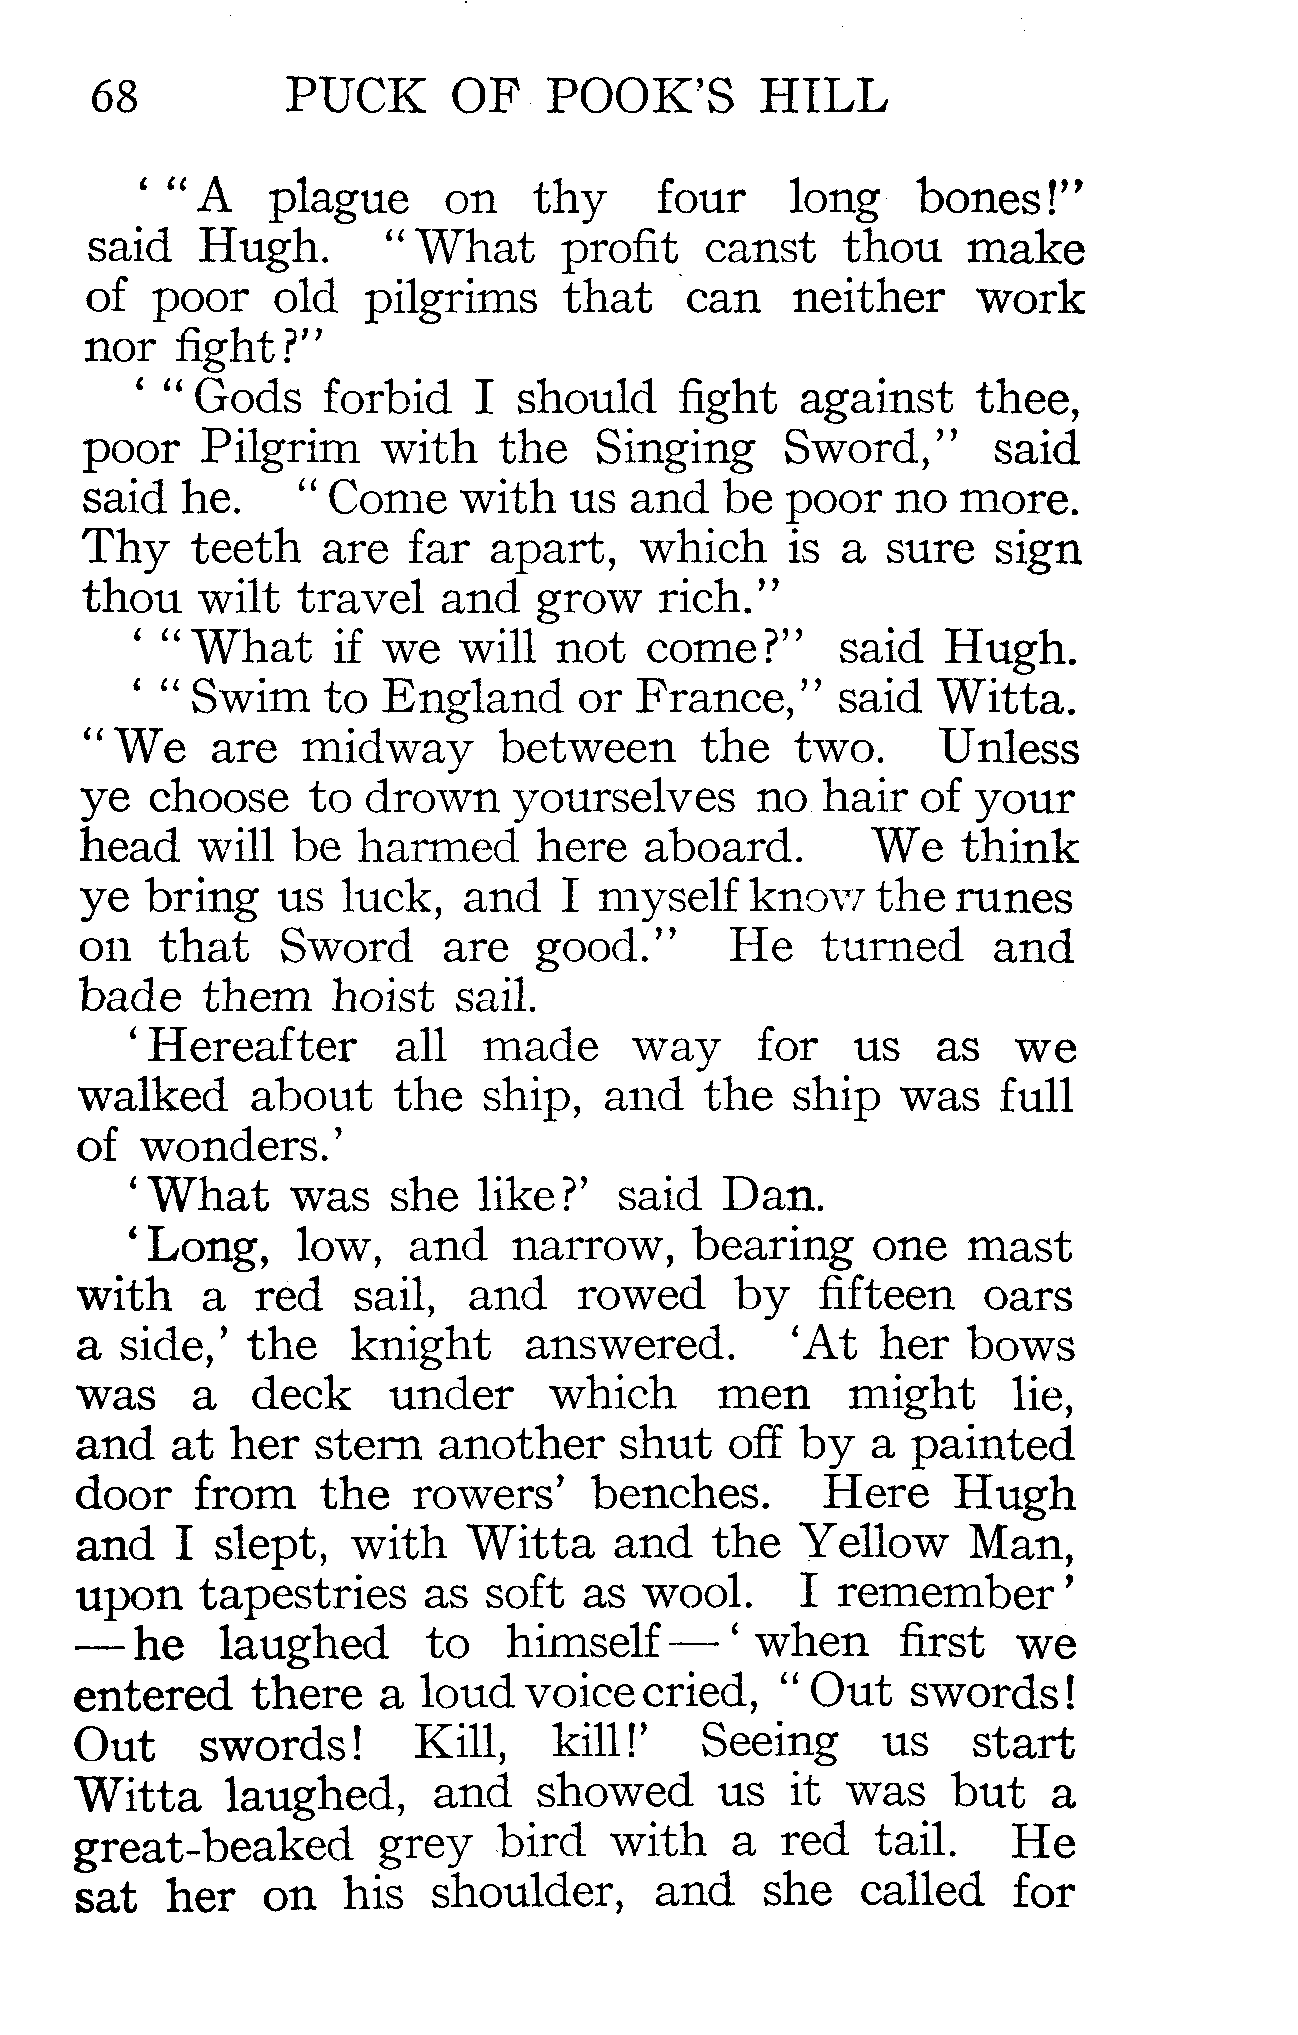 68 PUCK OF POOK'S HILL
‘ “A plague on thy four long bones!”
said Hugh. “What profit canst thou make
of poor old pilgrims that can neither work
nor fight?”
‘ “Gods forbid I should fight against thee,
poor Pilgrim with the Singing Sword,” said
said he. “Come with us and be poor no more.
Thy teeth are far apart, which is a sure sign
thou wilt travel and grow rich.”
‘ “What if we will not come?” said Hugh.
‘ “Swim to England or France,” said Witta.
“We are midway between the two. Unless
ye choose to drown yourselves no hair of your
head will be harmed here aboard. We think
ye bring us luck, and I myself know the runes
on that Sword are good.” He turned and
bade them hoist sail.
‘Hereafter all made way for us as we
walked about the ship, and the ship was full
of wonders.’
‘What was she like?’ said Dan.
‘Long, low, and narrow, bearing one mast
with a red sail, and rowed by fifteen oars
a side,’ the knight answered. ‘At her bows
was a deck under which men might lie,
and at her stern another shut off by a painted
door from the rowers’ benches. Here Hugh
and I slept, with Witta and the Yellow Man,
upon tapestries as soft as wool. I remember’
—he laughed to himself—‘when first we
entered there a loud voice cried, “Out swords!
Out swords! Kill, kill!’ Seeing us start
Witta laughed, and showed us it was but a
great-beaked grey bird with a red tail. He
sat her on his shoulder, and she called for